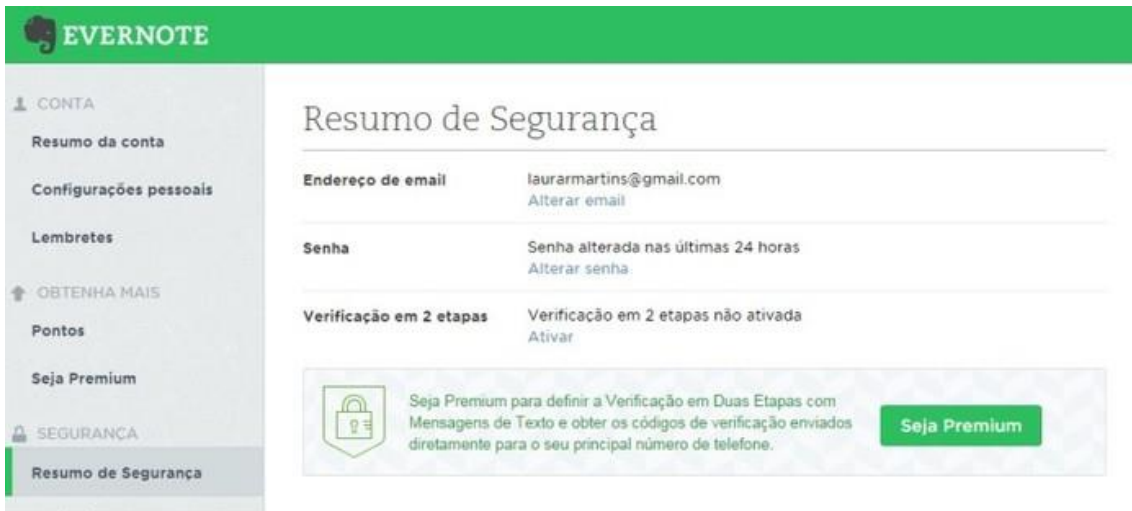 EVERNOTE
CONTA
Resumo da conta
Configurações pessoais
Lembretes
OBTENHA MAIS
Pontos
Seja Premium
SEGURANÇA
Resumo de Segurança
Resumo de Segurança
Endereço de email
laurarmartins@gmail.com
Alterar email
Senha
Senha alterada nas últimas 24 horas
Alterar senha
Verificação em 2 etapas
Verificação em 2 etapas não ativada
Ativar
Seja Premium para definir a Verificação em Duas Etapas com
Mensagens de Texto e obter os códigos de verificação enviados
diretamente para o seu principal número de telefone.
Seja Premium